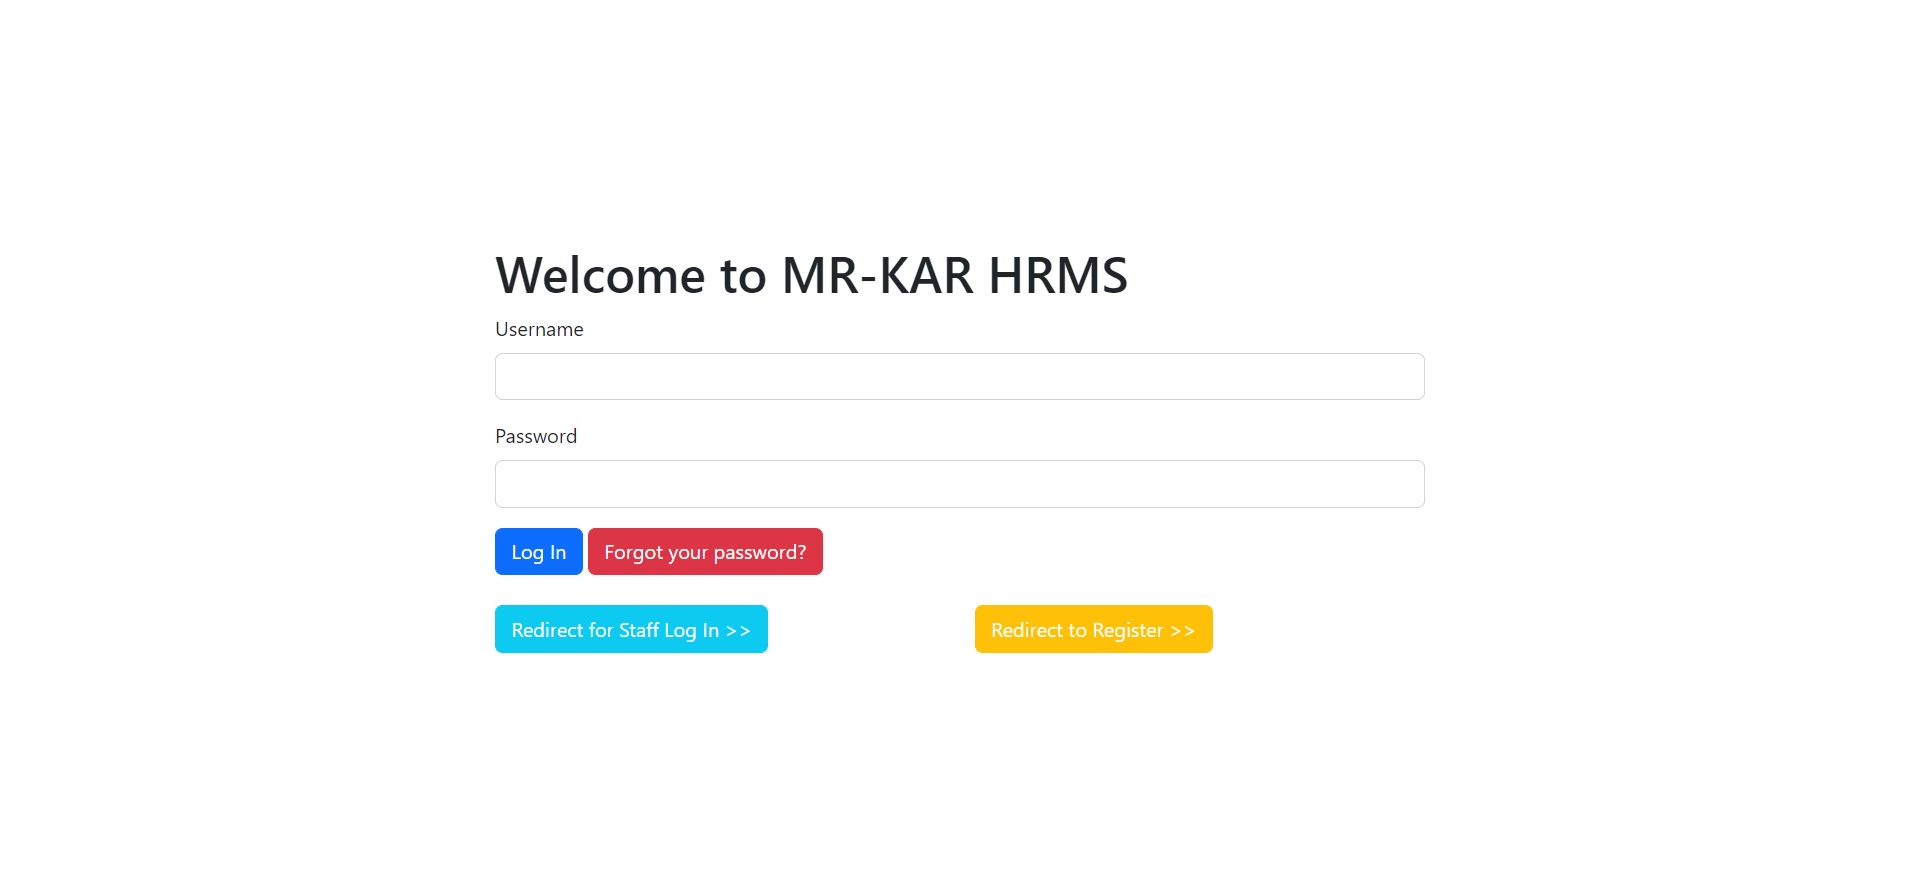 Welcome to MR-KAR HRMS
Username
Password
Log In Forgot your password?
Redirect for Staff Log In >> Redirect to Register >>